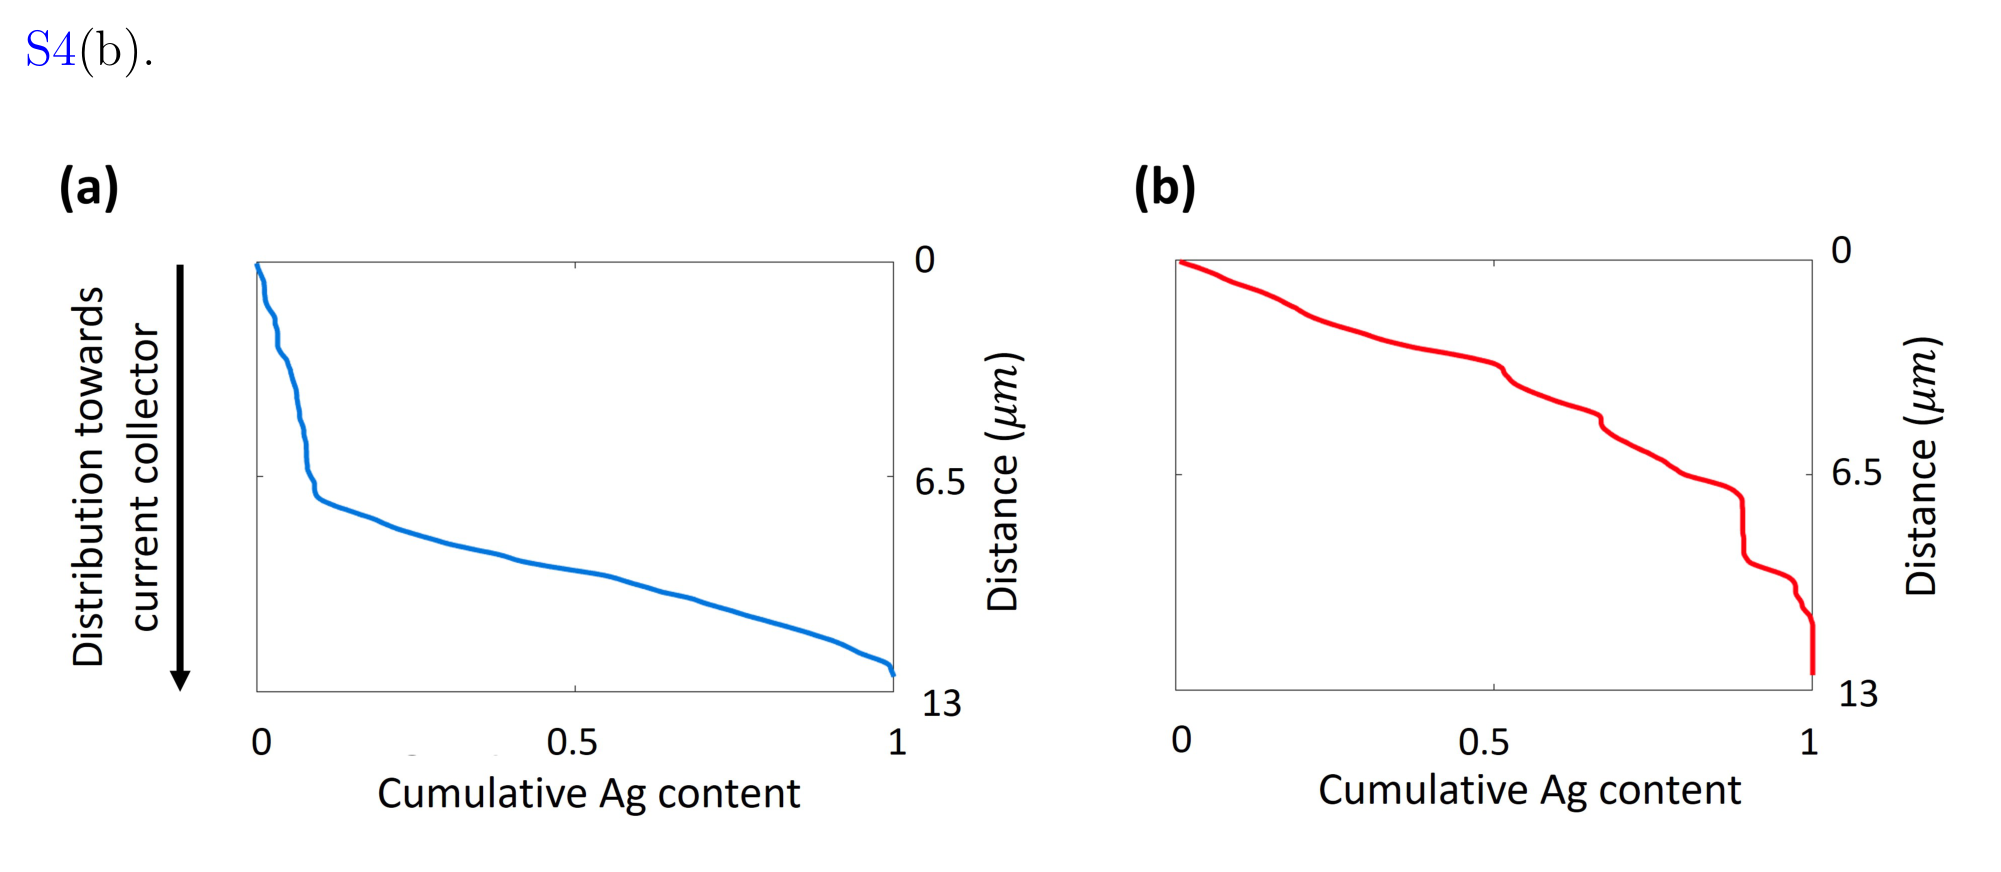 S4(b).
(a)
Distribution towards
current collector
0
6.5
13
Distance (μm)
0 0.5 1
Cumulative Ag content
(b)
0
6.5
13
Distance (μm)
0 0.5 1
Cumulative Ag content